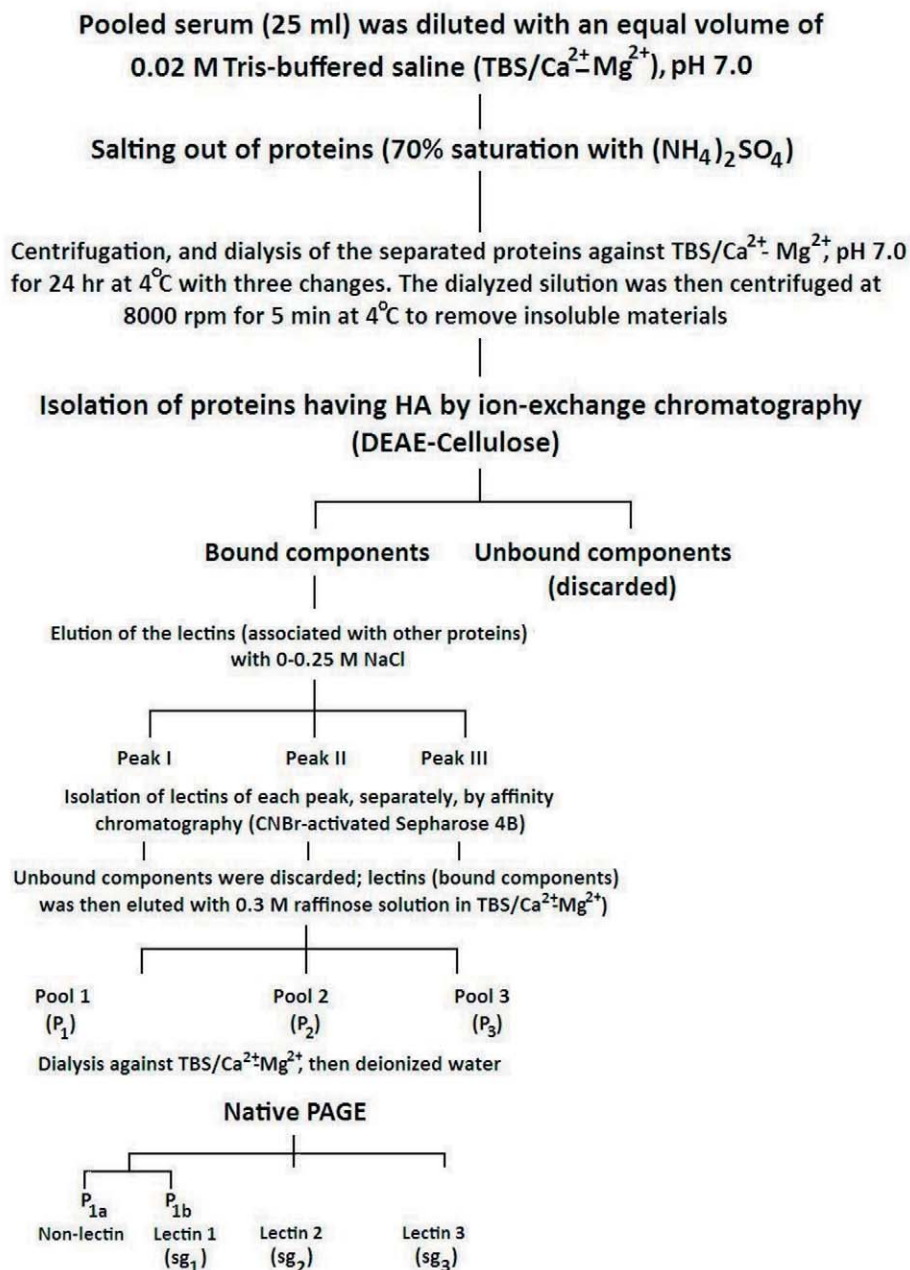 Pooled serum (25 ml) was diluted with an equal volume of
0.02 M Tris-buffered saline (TBS/Ca²⁺-Mg²⁺), pH 7.0
Salting out of proteins (70% saturation with (NH₄)₂SO₄)
Centrifugation, and dialysis of the separated proteins against TBS/Ca²⁺- Mg²⁺, pH 7.0
for 24 hr at 4°C with three changes. The dialyzed silution was then centrifuged at
8000 rpm for 5 min at 4°C to remove insoluble materials
Isolation of proteins having HA by ion-exchange chromatography
(DEAE-Cellulose)
Bound components Unbound components
(discarded)
Elution of the lectins (associated with other proteins)
with 0-0.25 M NaCl
Peak I Peak II Peak III
Isolation of lectins of each peak, separately, by affinity
chromatography (CNBr-activated Sepharose 4B)
Unbound components were discarded; lectins (bound components)
was then eluted with 0.3 M raffinose solution in TBS/Ca²⁺-Mg²⁺)
Pool 1 Pool 2 Pool 3
(P₁) (P₂) (P₃)
Dialysis against TBS/Ca²⁺-Mg²⁺, then deionized water
Native PAGE
P₁ₐ P₁b
Non-lectin Lectin 1 Lectin 2 Lectin 3
(sg₁) (sg₂) (sg₃)